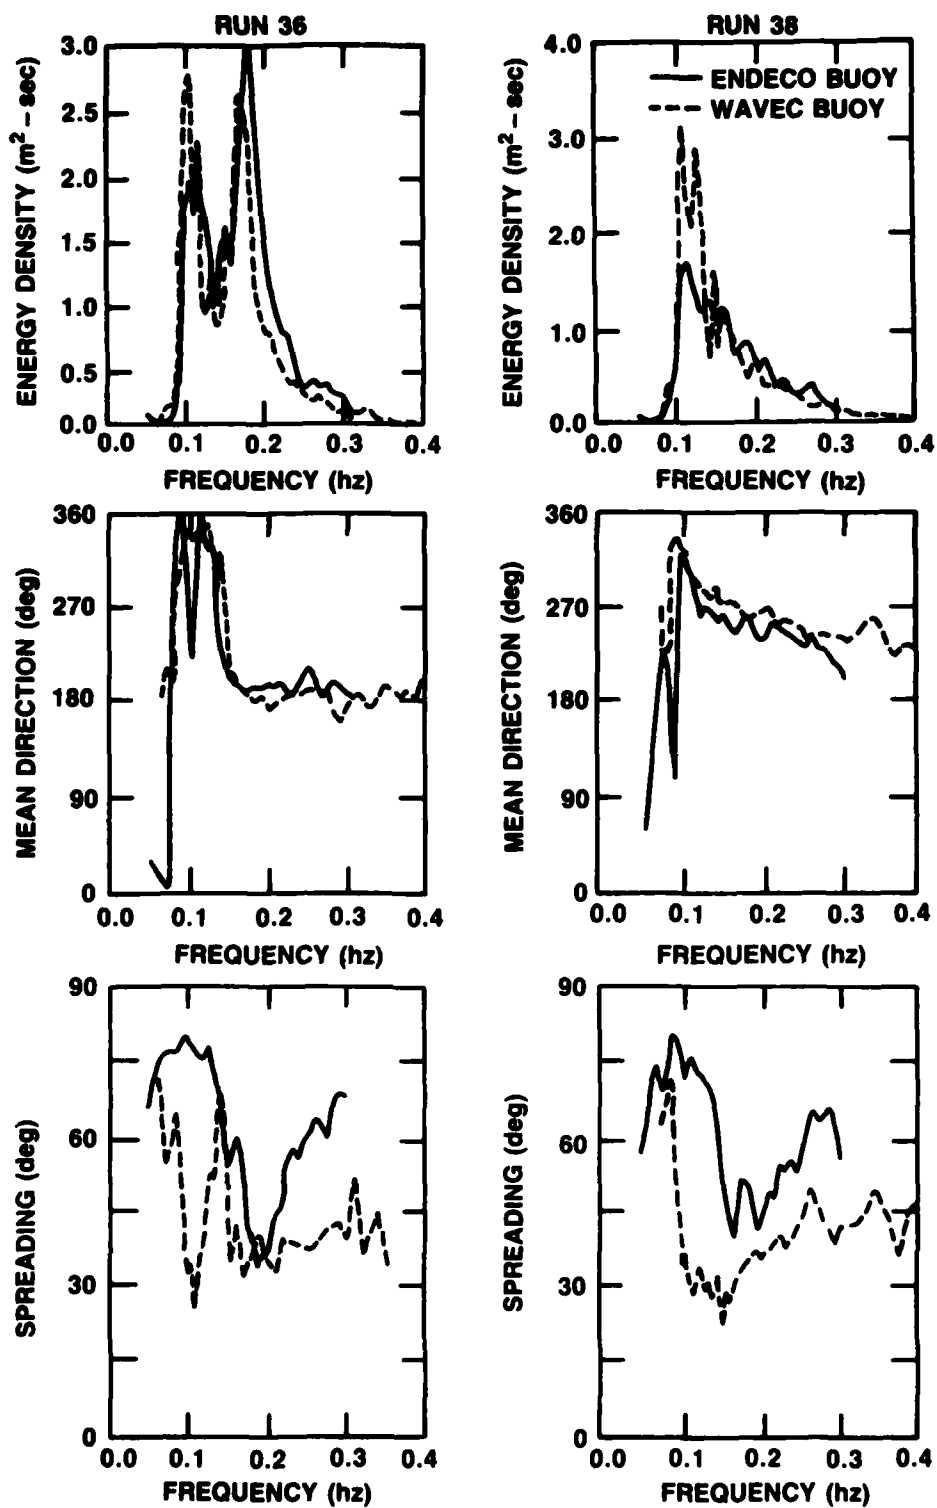 RUN 36
ENERGY DENSITY (m² – sec)
3.0
2.5
2.0
1.5
1.0
0.5
0.0
0.0 0.1 0.2 0.3 0.4
FREQUENCY (hz)
RUN 38
ENERGY DENSITY (m² – sec)
4.0
3.0
2.0
1.0
0.0
ENDECO BUOY
WAVEC BUOY
0.0 0.1 0.2 0.3 0.4
FREQUENCY (hz)
MEAN DIRECTION (deg)
360
270
180
90
0
0.0 0.1 0.2 0.3 0.4
FREQUENCY (hz)
MEAN DIRECTION (deg)
360
270
180
90
0
0.0 0.1 0.2 0.3 0.4
FREQUENCY (hz)
SPREADING (deg)
90
60
30
0
0.0 0.1 0.2 0.3 0.4
FREQUENCY (hz)
SPREADING (deg)
90
60
30
0
0.0 0.1 0.2 0.3 0.4
FREQUENCY (hz)